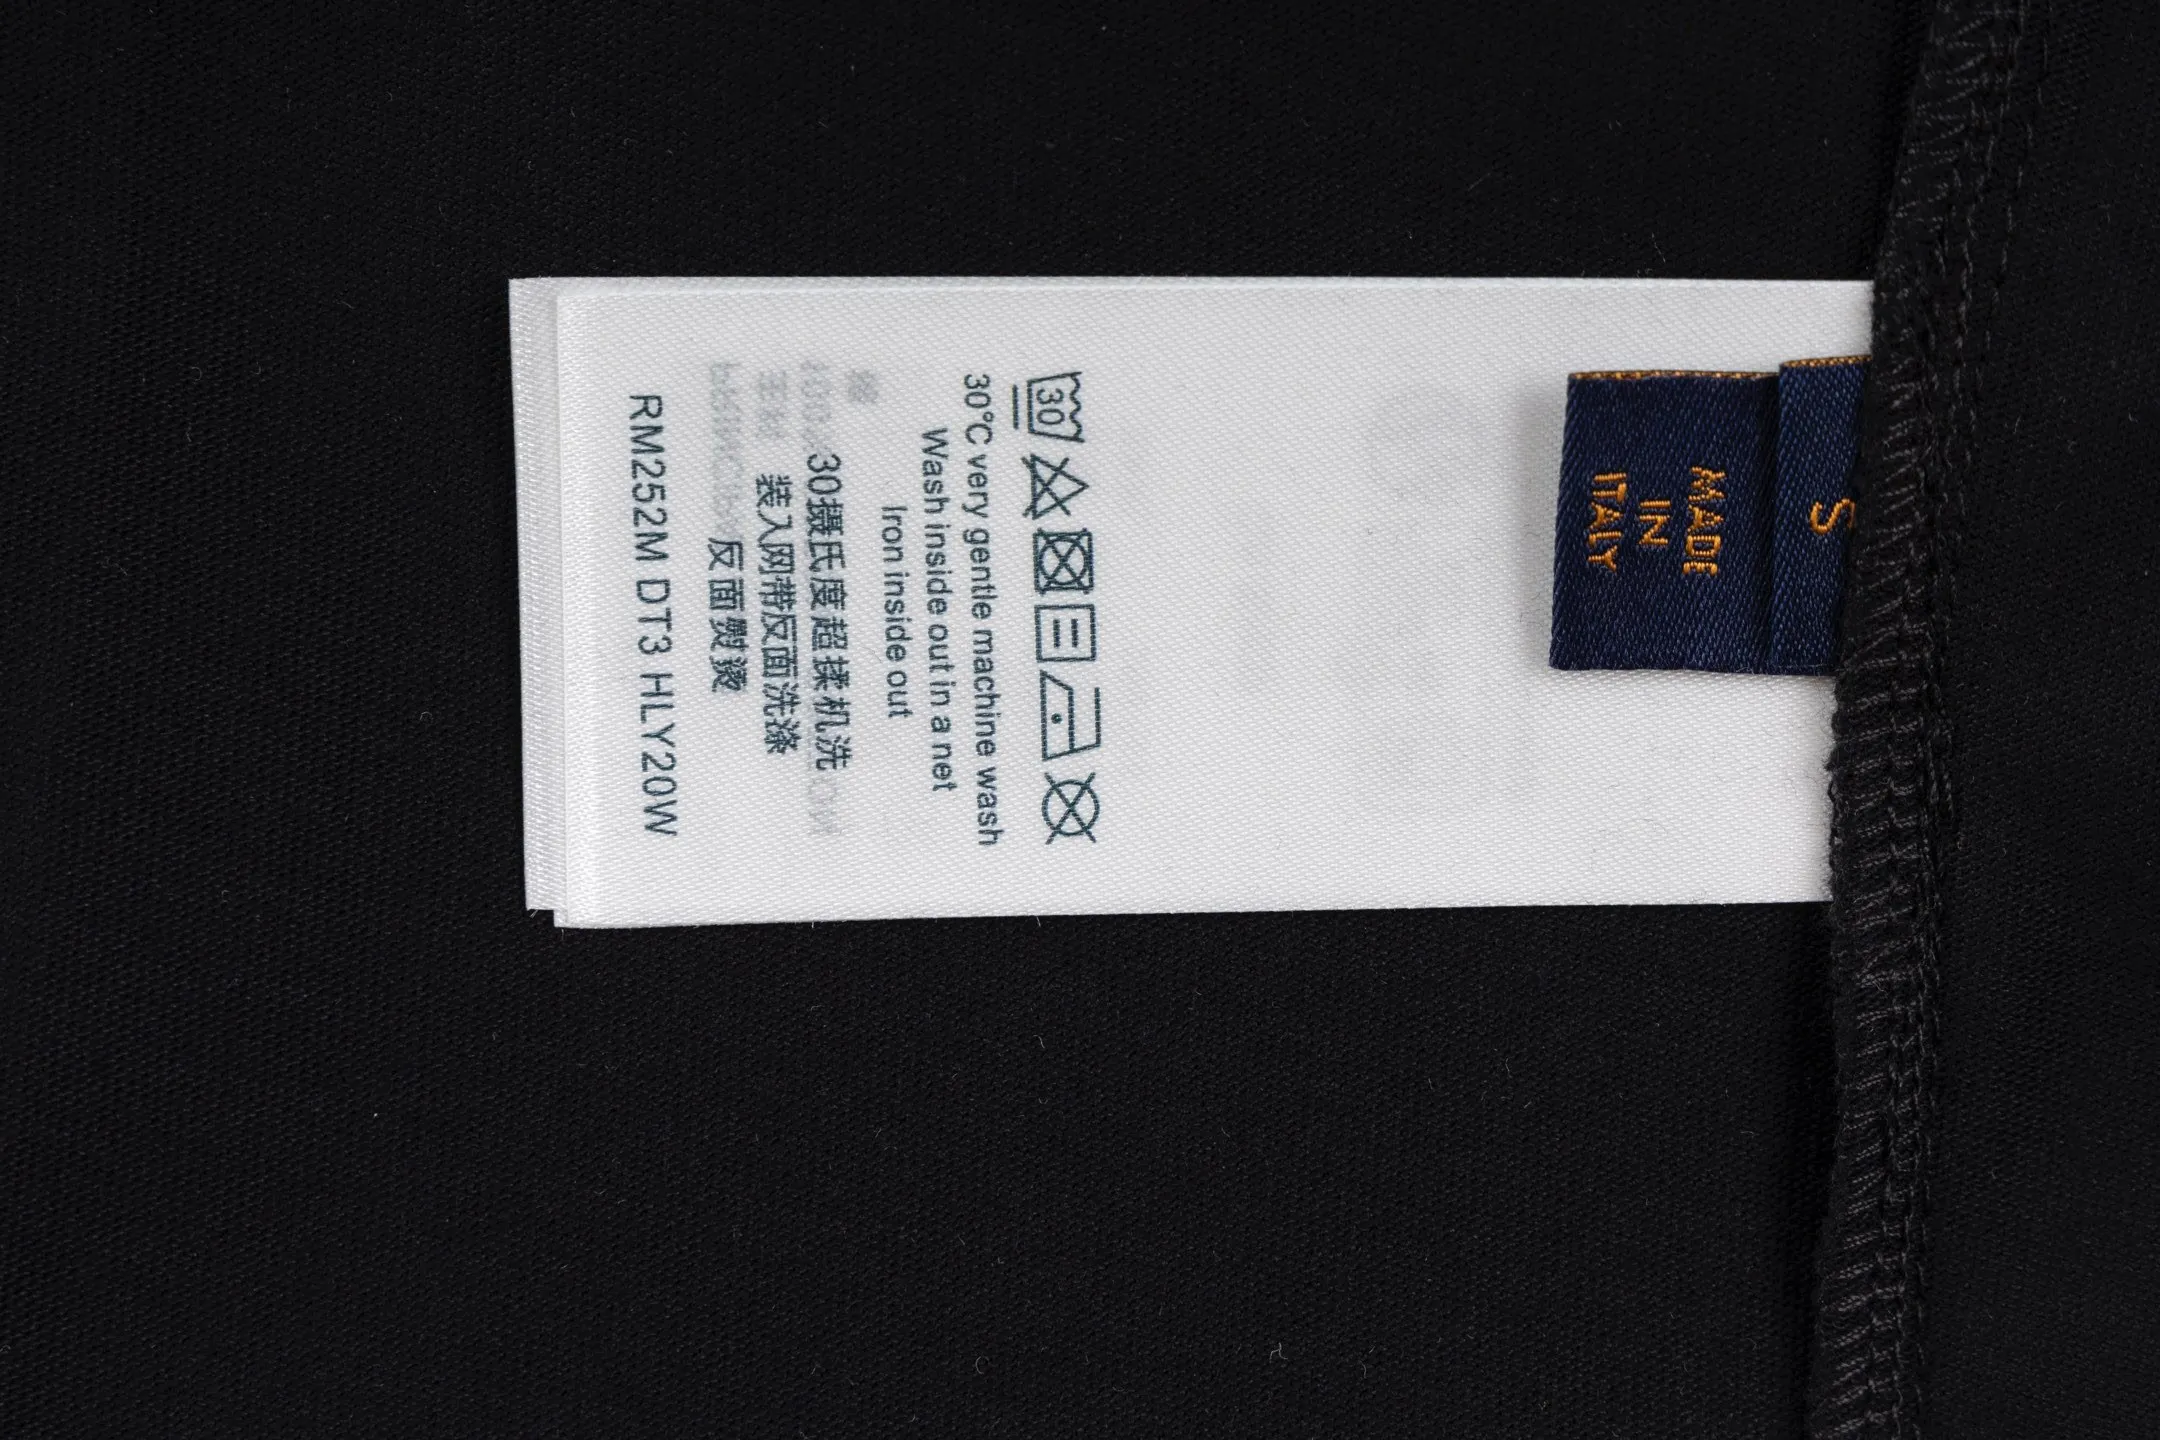 30
30°C very gentle machine wash
Wash inside out in a net
Iron inside out
30摄氏度超揉机洗
装入网带反面洗涤
反面熨烫
RM252M DT3 HLY20W
S
MADE
IN
ITALY